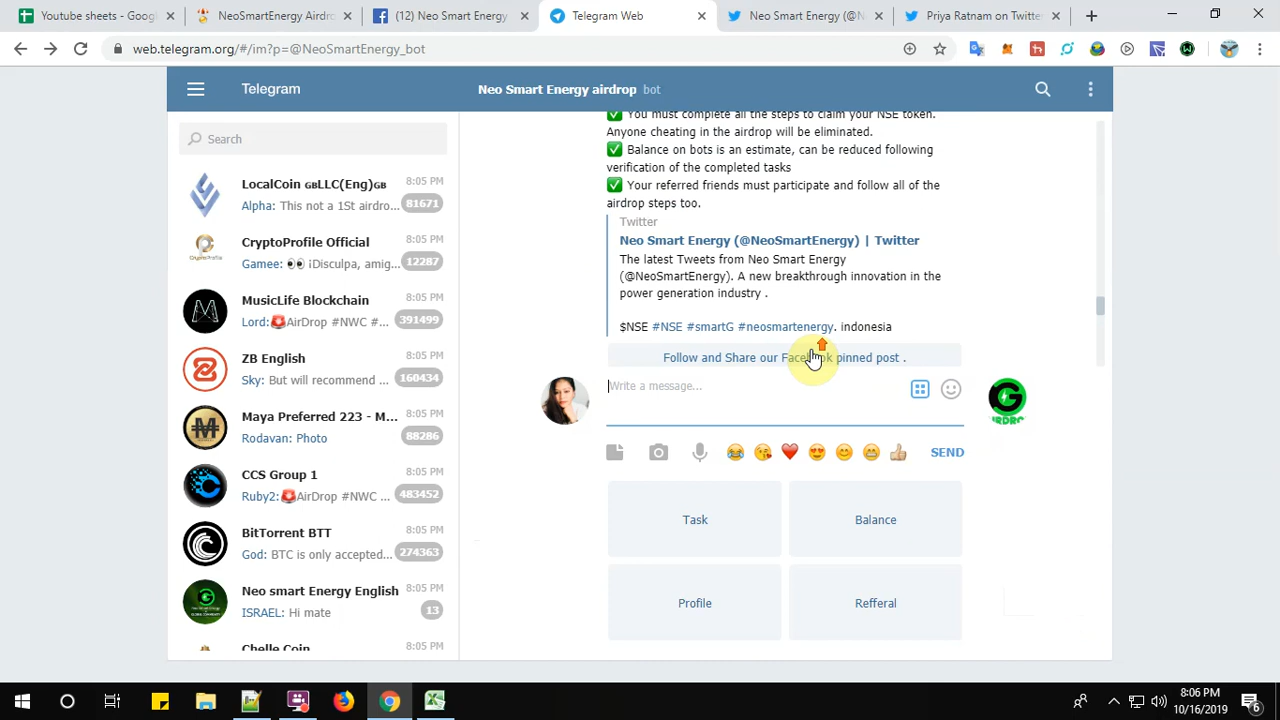 Youtube sheets - Googl
NeoSmartEnergy Airdro
(12) Neo Smart Energy
Telegram Web
Neo Smart Energy (@N
Priya Ratnam on Twitte
web.telegram.org/#/im?p=@NeoSmartEnergy_bot
Telegram
Neo Smart Energy airdrop bot
Search
LocalCoin GBLLC(Eng)GB 8:05 PM
Alpha: This not a 1St airdro... 81671
CryptoProfile Official 8:05 PM
Gamee: 👀 ¡Disculpa, amig... 12287
MusicLife Blockchain 8:05 PM
Lord:🚨AirDrop #NWC #... 391499
ZB English 8:05 PM
Sky: But will recommend ... 160434
Maya Preferred 223 - M... 8:05 PM
Rodavan: Photo 88286
CCS Group 1 8:05 PM
Ruby2:🚨AirDrop #NWC ... 483452
BitTorrent BTT 8:05 PM
God: BTC is only accepted... 274363
Neo smart Energy English 8:05 PM
ISRAEL: Hi mate 13
Chelle Coin 8:05 PM
✅ You must complete all the steps to claim your NSE token.
Anyone cheating in the airdrop will be eliminated.
✅ Balance on bots is an estimate, can be reduced following
verification of the completed tasks
✅ Your referred friends must participate and follow all of the
airdrop steps too.
Twitter
Neo Smart Energy (@NeoSmartEnergy) | Twitter
The latest Tweets from Neo Smart Energy
(@NeoSmartEnergy). A new breakthrough innovation in the
power generation industry .
$NSE #NSE #smartG #neosmartenergy. indonesia
Follow and Share our Facebook pinned post .
Write a message...
SEND
Task
Balance
Profile
Refferal
8:06 PM
10/16/2019
6